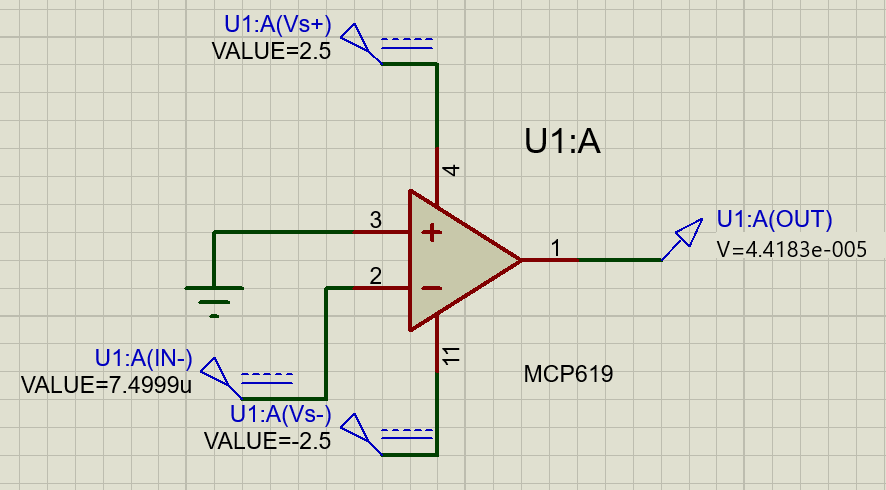 U1:A(Vs+)
VALUE=2.5
U1:A
4
3
+
1
U1:A(OUT)
V=4.4183e-005
2
−
11
U1:A(IN-)
VALUE=7.4999u
MCP619
U1:A(Vs-)
VALUE=-2.5